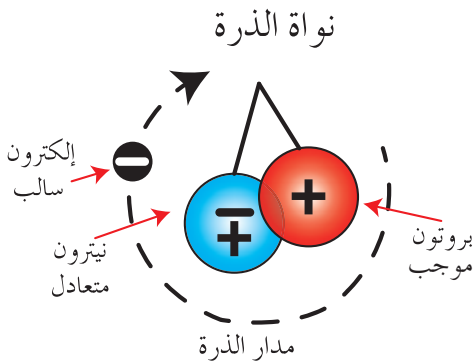 نواة الذرة
إلكترون
سالب
بروتون
موجب
نيترون
متعادل
مدار الذرة